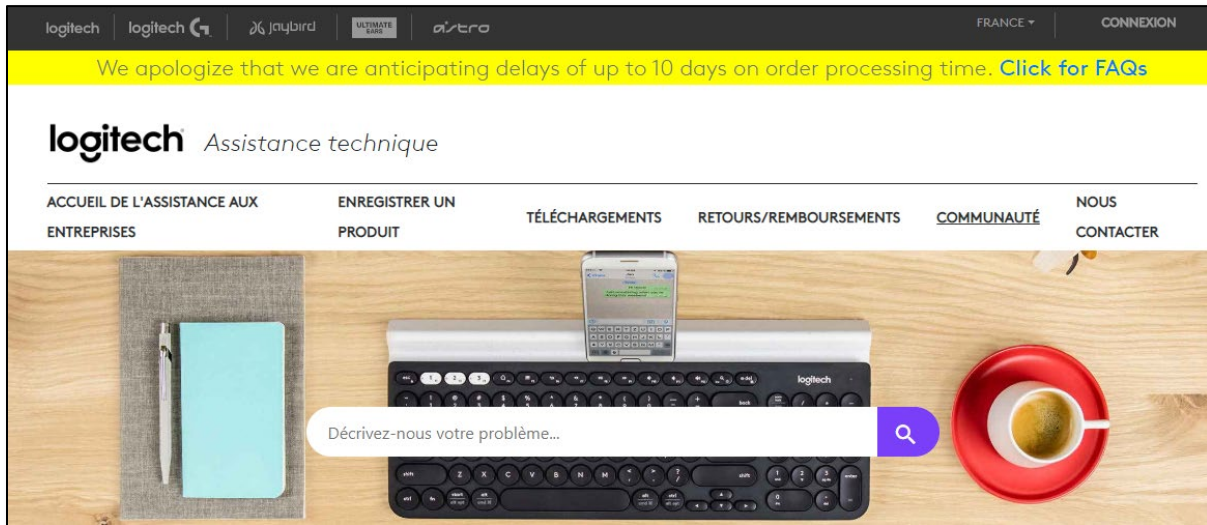 logitech logitech G jaybird ULTIMATE EARS astro FRANCE CONNEXION
We apologize that we are anticipating delays of up to 10 days on order processing time. Click for FAQs
logitech Assistance technique
ACCUEIL DE L'ASSISTANCE AUX
ENTREPRISES
ENREGISTRER UN
PRODUIT
TÉLÉCHARGEMENTS
RETOURS/REMBOURSEMENTS
COMMUNAUTÉ
NOUS
CONTACTER
logitech
Décrivez-nous votre problème...
shift Z X C V B N M shift